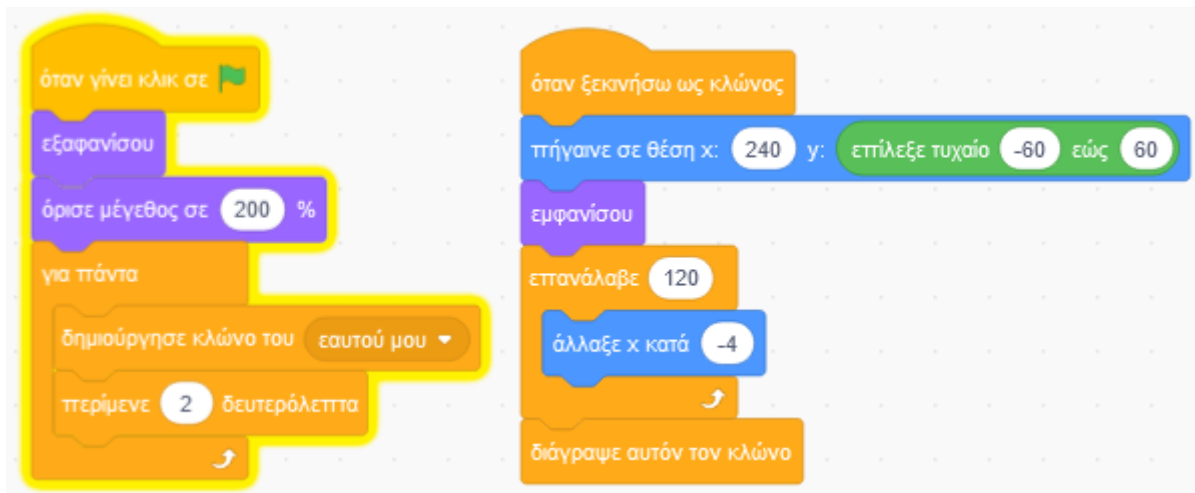 όταν γίνει κλικ σε
εξαφανίσου
όρισε μέγεθος σε 200 %
για πάντα
δημιούργησε κλώνο του εαυτού μου
περίμενε 2 δευτερόλεπτα
όταν ξεκινήσω ως κλώνος
πήγαινε σε θέση x: 240 y: επίλεξε τυχαίο -60 εώς 60
εμφανίσου
επανάλαβε 120
άλλαξε x κατά -4
διάγραψε αυτόν τον κλώνο